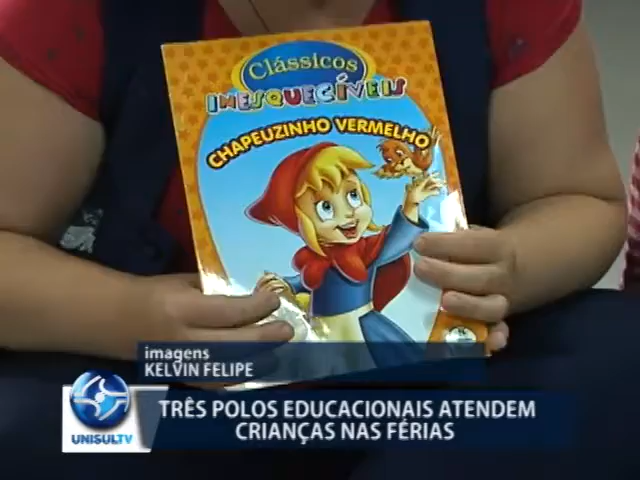 Clássicos
INESQUECÍVEIS
CHAPEUZINHO VERMELHO
imagens
KELVIN FELIPE
TRÊS POLOS EDUCACIONAIS ATENDEM
CRIANÇAS NAS FÉRIAS
UNISULTV